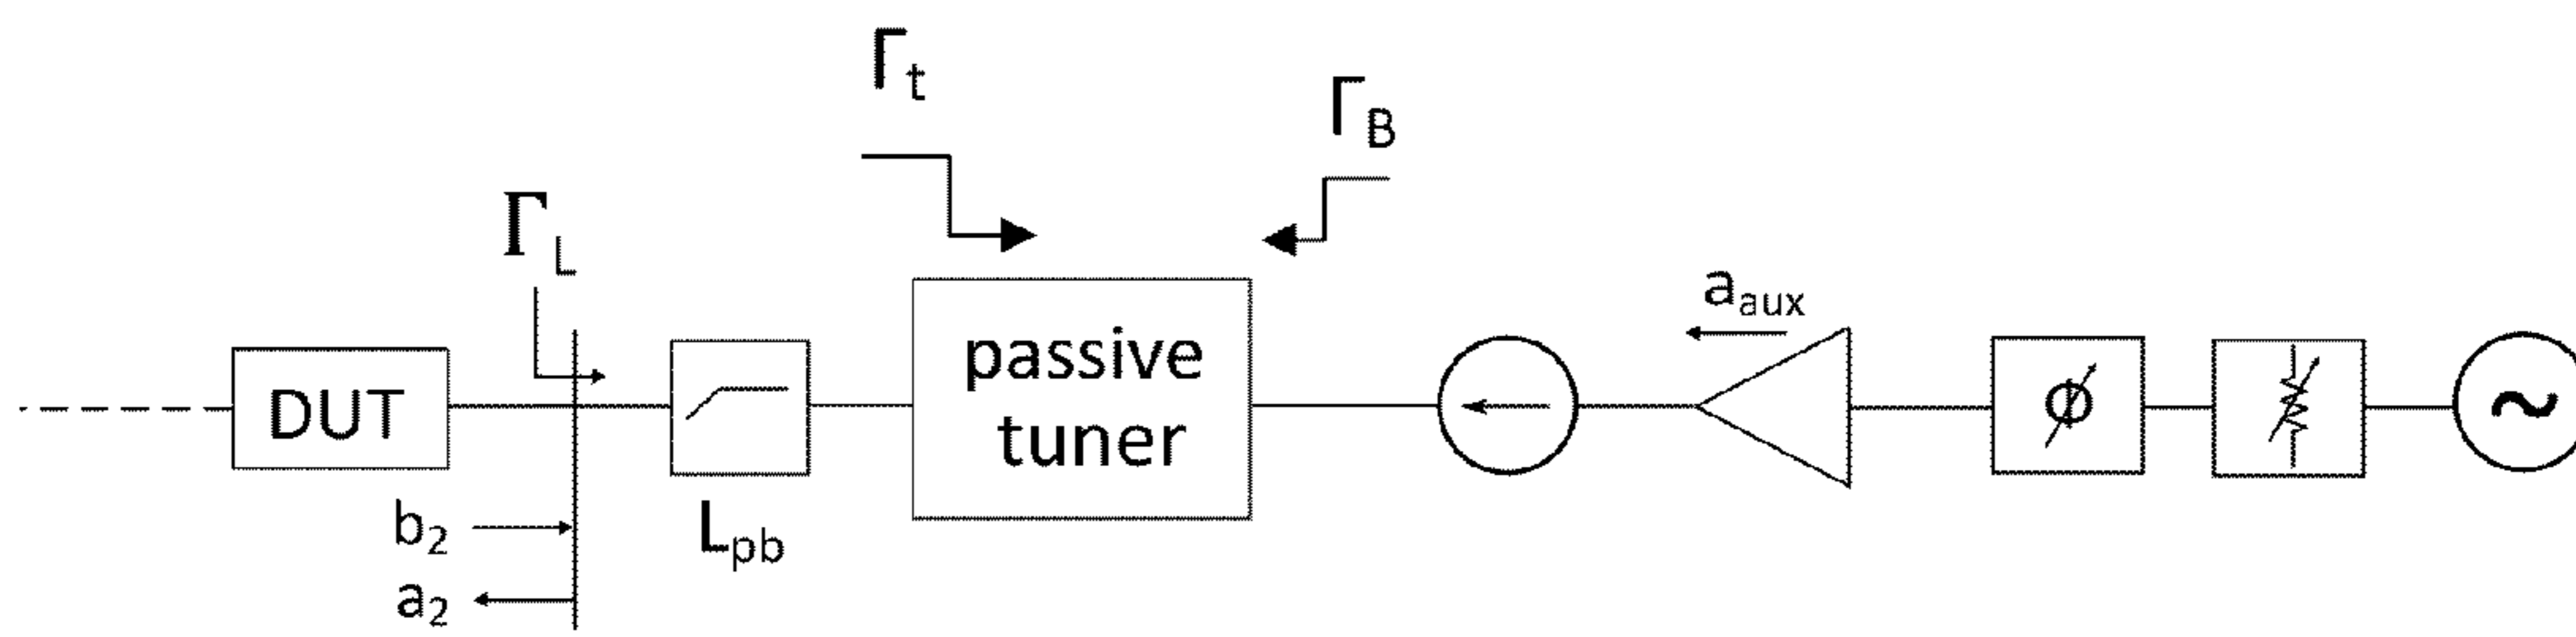 Γt
ΓB
ΓL
aaux
DUT
passive
tuner
ϕ
~
Lpb
b2
a2